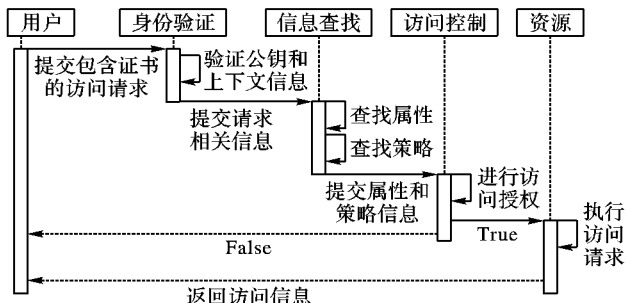 用户 身份验证 信息查找 访问控制 资源
提交包含证书
的访问请求
验证公钥和
上下文信息
提交请求
相关信息
查找属性
查找策略
提交属性和
策略信息
进行访
问授权
True
执行
访问
请求
False
返回访问信息